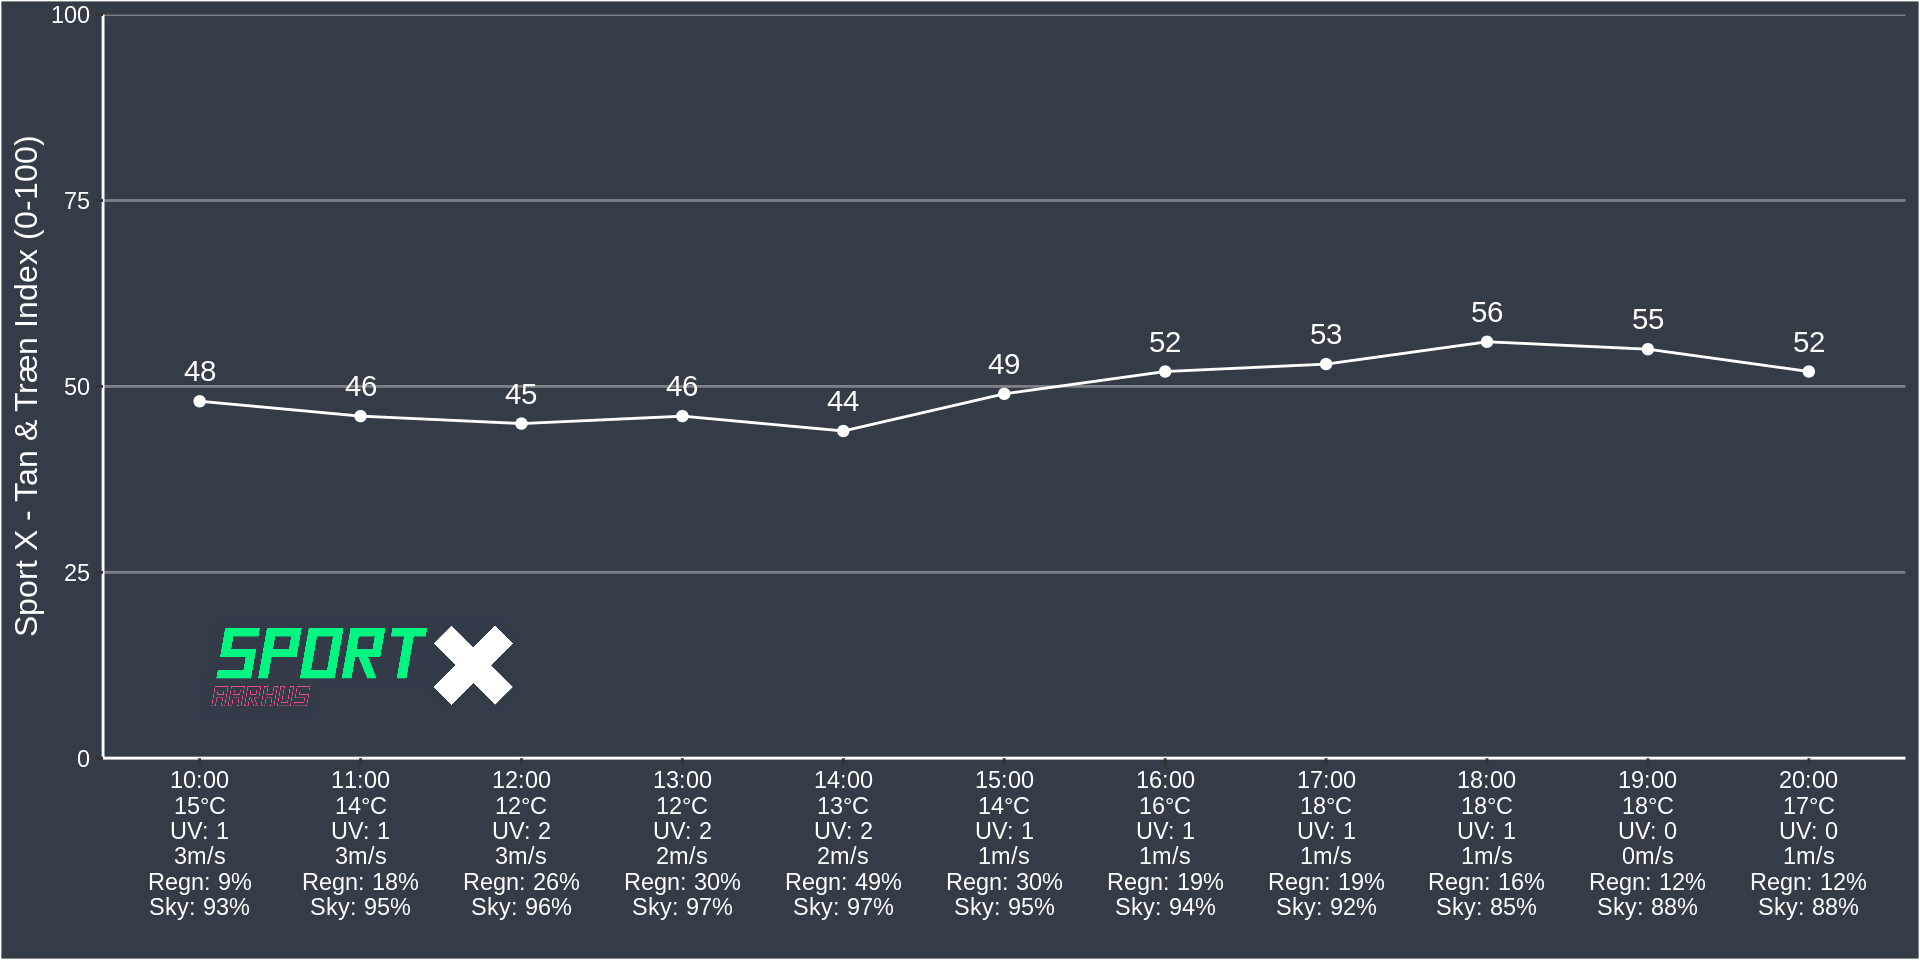 Sport X - Tan & Træn Index (0-100)
100
75
50
25
0
48 46 45 46 44 49 52 53 56 55 52
SPORT X
AARHUS
10:00 11:00 12:00 13:00 14:00 15:00 16:00 17:00 18:00 19:00 20:00
15°C 14°C 12°C 12°C 13°C 14°C 16°C 18°C 18°C 18°C 17°C
UV: 1 UV: 1 UV: 2 UV: 2 UV: 2 UV: 1 UV: 1 UV: 1 UV: 1 UV: 0 UV: 0
3m/s 3m/s 3m/s 2m/s 2m/s 1m/s 1m/s 1m/s 1m/s 0m/s 1m/s
Regn: 9% Regn: 18% Regn: 26% Regn: 30% Regn: 49% Regn: 30% Regn: 19% Regn: 19% Regn: 16% Regn: 12% Regn: 12%
Sky: 93% Sky: 95% Sky: 96% Sky: 97% Sky: 97% Sky: 95% Sky: 94% Sky: 92% Sky: 85% Sky: 88% Sky: 88%